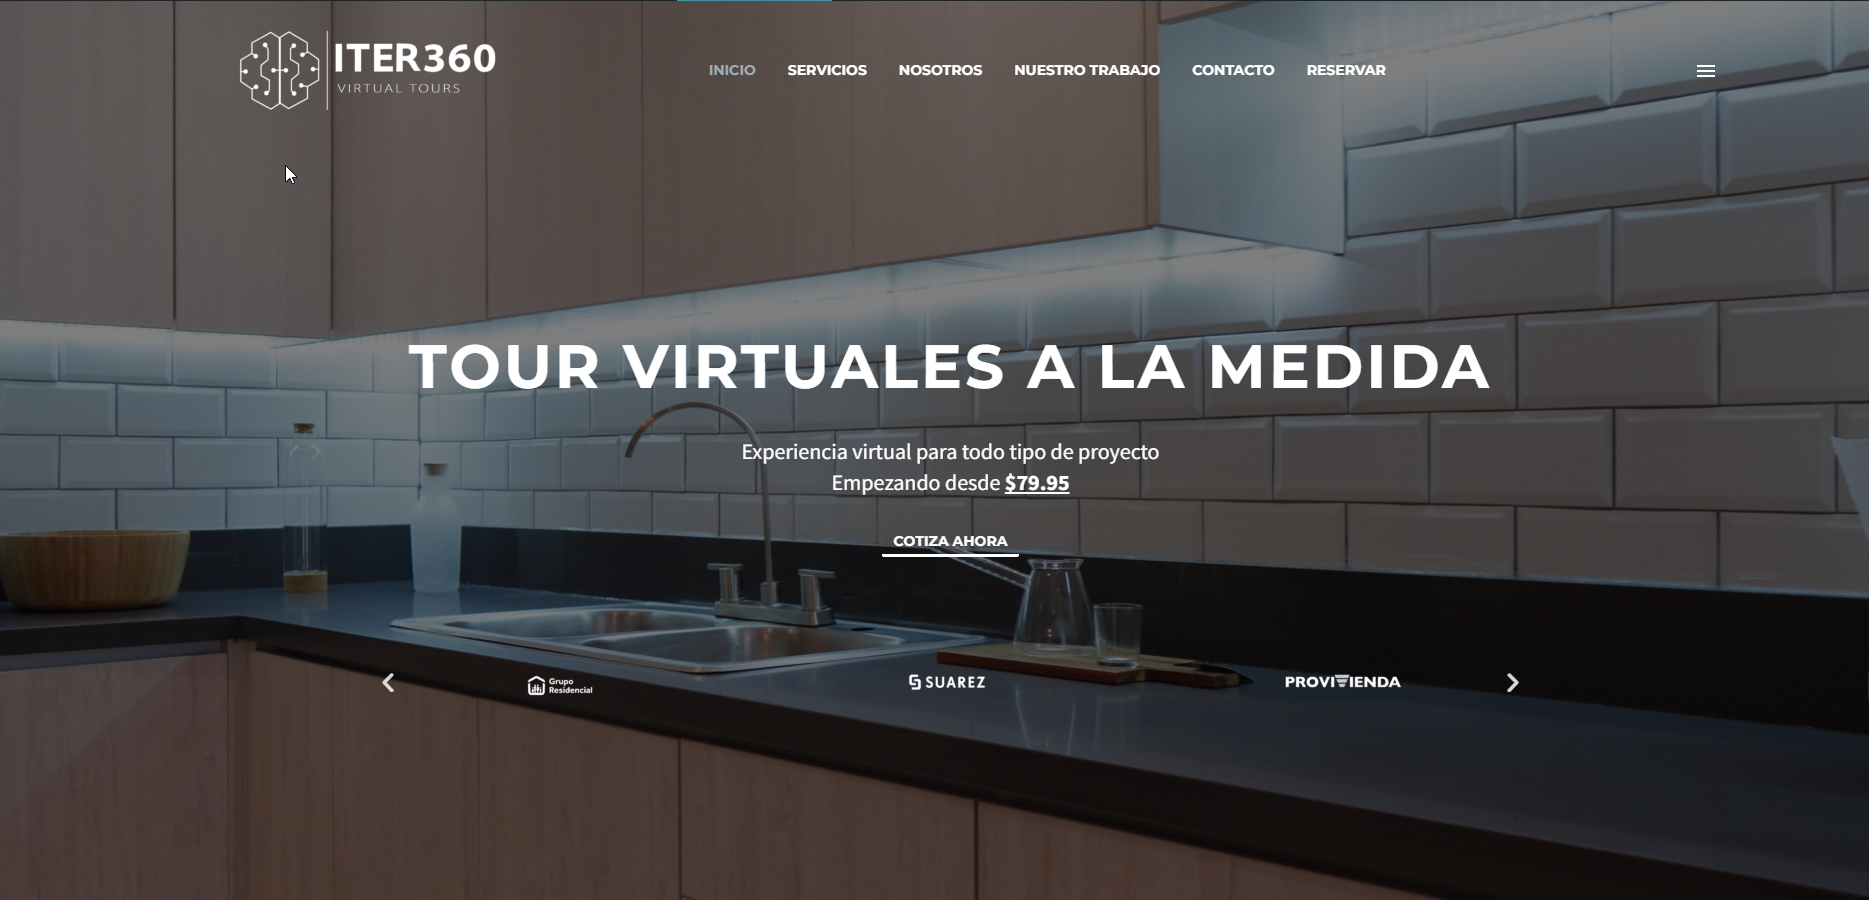 ITER360
VIRTUAL TOURS
INICIO SERVICIOS NOSOTROS NUESTRO TRABAJO CONTACTO RESERVAR
TOUR VIRTUALES A LA MEDIDA
Experiencia virtual para todo tipo de proyecto
Empezando desde $79.95
COTIZA AHORA
Grupo
Residencial
SUAREZ
PROVIVIENDA